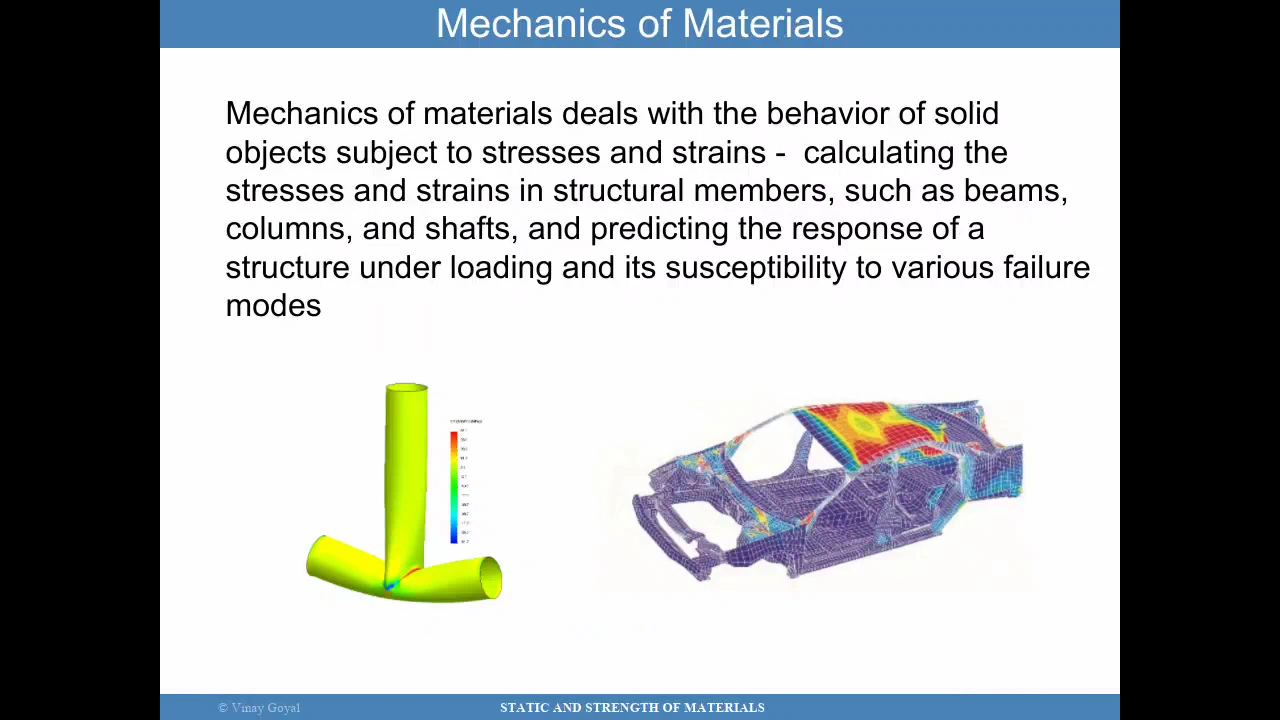 Mechanics of Materials
Mechanics of materials deals with the behavior of solid
objects subject to stresses and strains - calculating the
stresses and strains in structural members, such as beams,
columns, and shafts, and predicting the response of a
structure under loading and its susceptibility to various failure
modes
© Vinay Goyal
STATIC AND STRENGTH OF MATERIALS